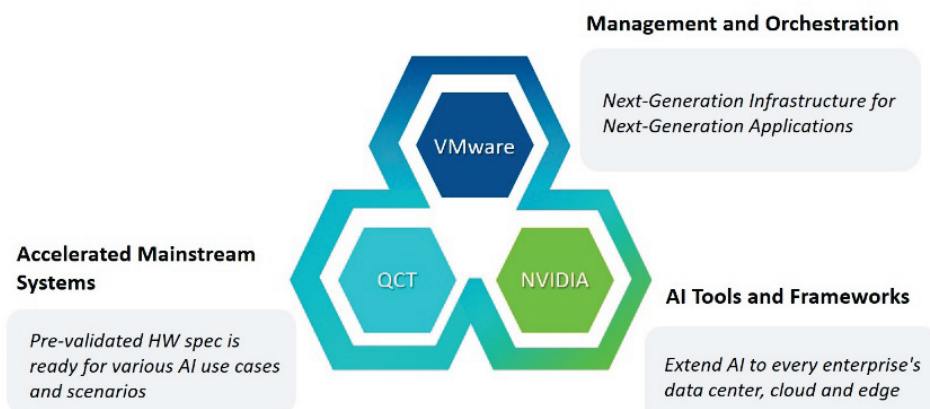 Management and Orchestration
Next-Generation Infrastructure for
Next-Generation Applications
VMware
Accelerated Mainstream
Systems
QCT
NVIDIA
Pre-validated HW spec is
ready for various AI use cases
and scenarios
AI Tools and Frameworks
Extend AI to every enterprise's
data center, cloud and edge